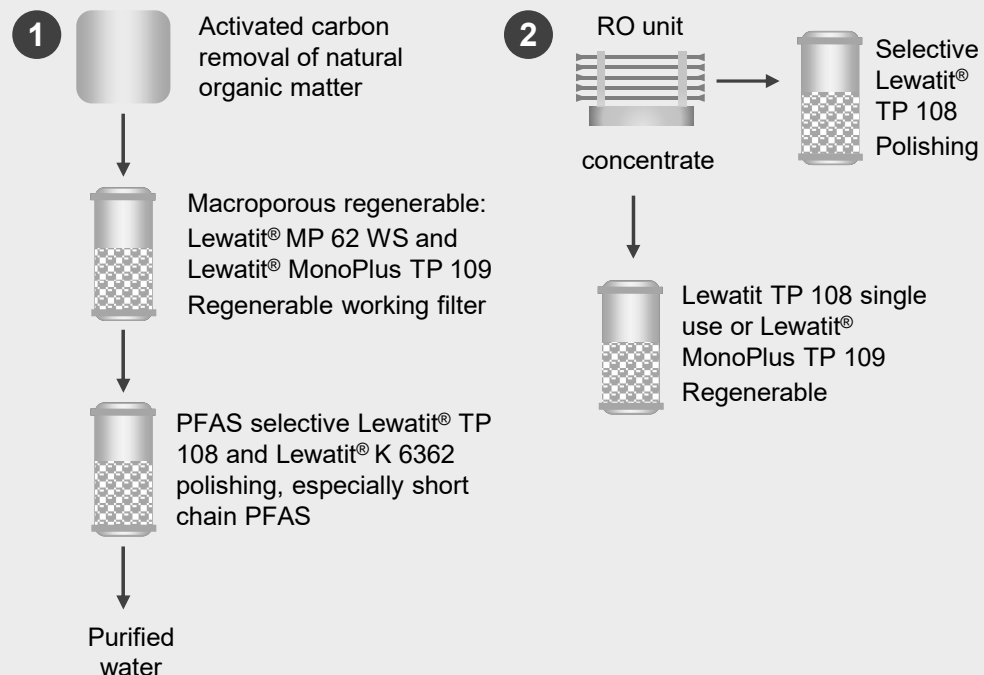 1
Activated carbon
removal of natural
organic matter
Macroporous regenerable:
Lewatit® MP 62 WS and
Lewatit® MonoPlus TP 109
Regenerable working filter
PFAS selective Lewatit® TP
108 and Lewatit® K 6362
polishing, especially short
chain PFAS
Purified
water
2
RO unit
Selective
Lewatit®
TP 108
Polishing
concentrate
Lewatit TP 108 single
use or Lewatit®
MonoPlus TP 109
Regenerable